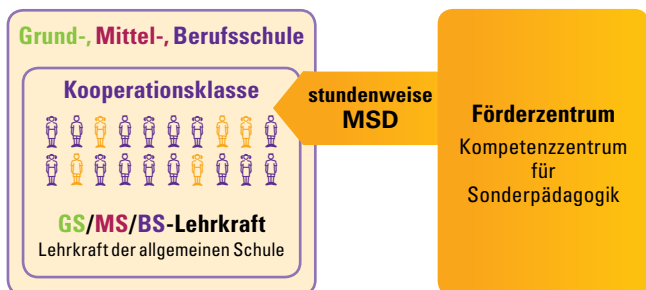 Grund-, Mittel-, Berufsschule
Kooperationsklasse
GS/MS/BS-Lehrkraft
Lehrkraft der allgemeinen Schule
stundenweise
MSD
Förderzentrum
Kompetenzzentrum
für
Sonderpädagogik